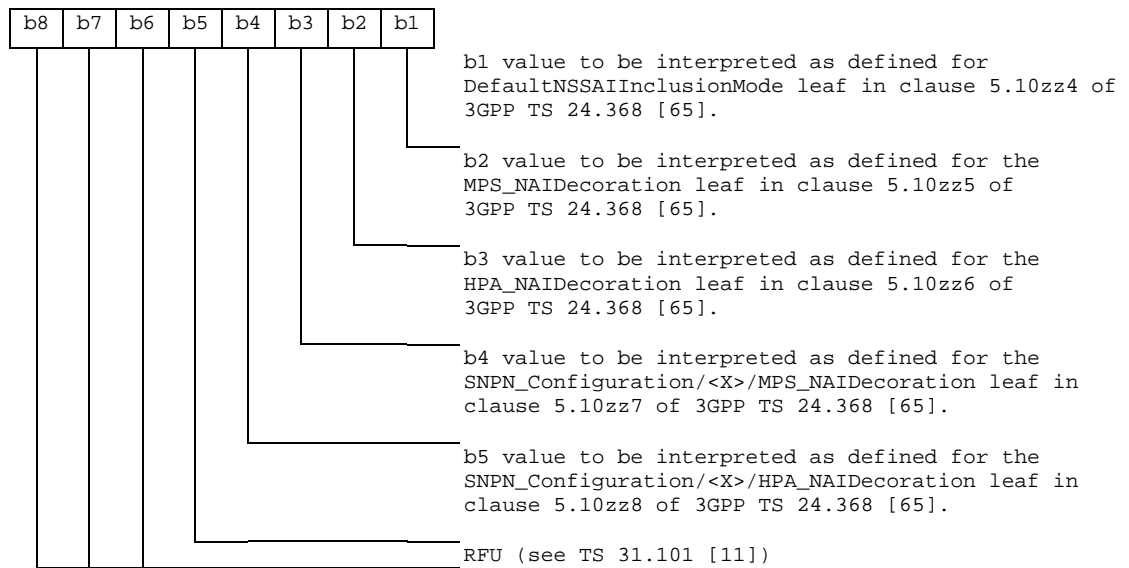 b8 b7 b6 b5 b4 b3 b2 b1
b1 value to be interpreted as defined for
DefaultNSSAIInclusionMode leaf in clause 5.10zz4 of
3GPP TS 24.368 [65].
b2 value to be interpreted as defined for the
MPS_NAIDecoration leaf in clause 5.10zz5 of
3GPP TS 24.368 [65].
b3 value to be interpreted as defined for the
HPA_NAIDecoration leaf in clause 5.10zz6 of
3GPP TS 24.368 [65].
b4 value to be interpreted as defined for the
SNPN_Configuration/<X>/MPS_NAIDecoration leaf in
clause 5.10zz7 of 3GPP TS 24.368 [65].
b5 value to be interpreted as defined for the
SNPN_Configuration/<X>/HPA_NAIDecoration leaf in
clause 5.10zz8 of 3GPP TS 24.368 [65].
RFU (see TS 31.101 [11])